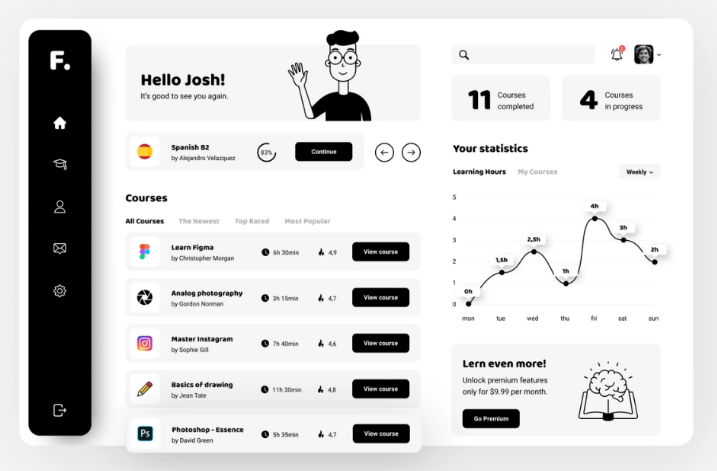 F.
Hello Josh!
It's good to see you again.
Spanish B2
by Alejandro Velazquez
83%
Continue
Courses
All Courses The Newest Top Rated Most Popular
Learn Figma
by Christopher Morgan
6h 30min
4,9
View course
Analog photography
by Gordon Norman
3h 15min
4,7
View course
Master Instagram
by Sophie Gill
7h 40min
4,6
View course
Basics of drawing
by Jean Tate
11h 30min
4,8
View course
Ps
Photoshop - Essence
by David Green
5h 35min
4,7
View course
11 Courses
completed
4 Courses
in progress
Your statistics
Learning Hours My Courses
Weekly
5
4
3
2
1
0
0h
1,5h
2,5h
1h
4h
3h
2h
mon tue wed thu fri sat sun
Lern even more!
Unlock premium features
only for $9.99 per month.
Go Premium